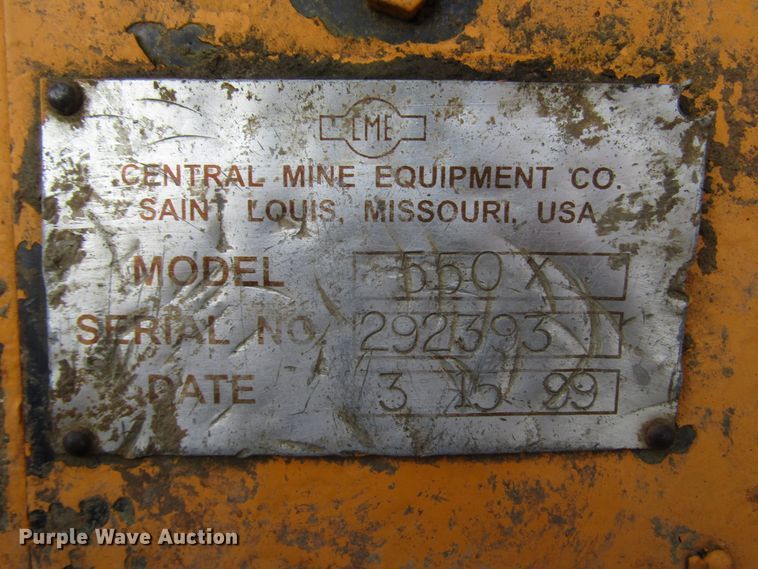 CME
CENTRAL MINE EQUIPMENT CO.
SAINT LOUIS, MISSOURI, USA
MODEL 550 X
SERIAL NO. 292393
DATE 3 15 99
Purple Wave Auction